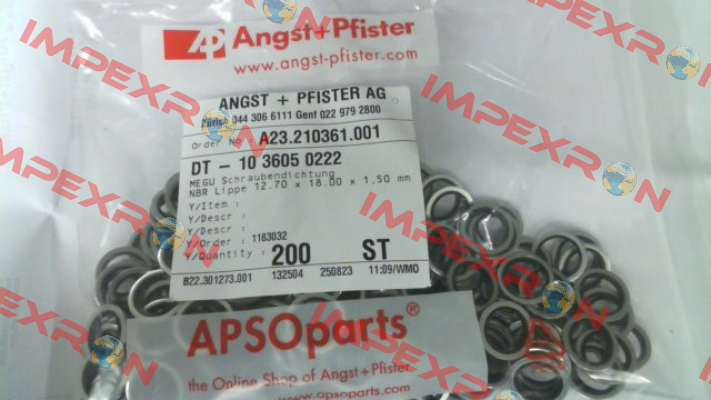 Angst+Pfister
www.angst-pfister.com
ANGST + PFISTER AG
Zürich 044 306 6111 Genf 022 979 2800
Order No A23.210361.001
DT - 10 3605 0222
MEGU Schraubendichtung
NBR Lippe 12.70 x 18.00 x 1.50 mm
Y/Item :
Y/Descr :
Y/Descr :
Y/Order : 1183032
Y/Quantity : 200 ST
B22.301273.001 132504 250823 11:09/WMO
APSOparts®
the Online Shop of Angst+Pfister
www.apsoparts.com
IMPEXRON
IMPEXRON
IMPEXRON
IMPEXRON
IMPEXRON
IMPEXRON